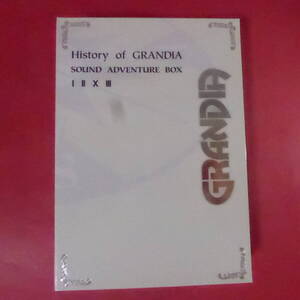 History of GRANDIA
SOUND ADVENTURE BOX
I II X III
GRANDIA